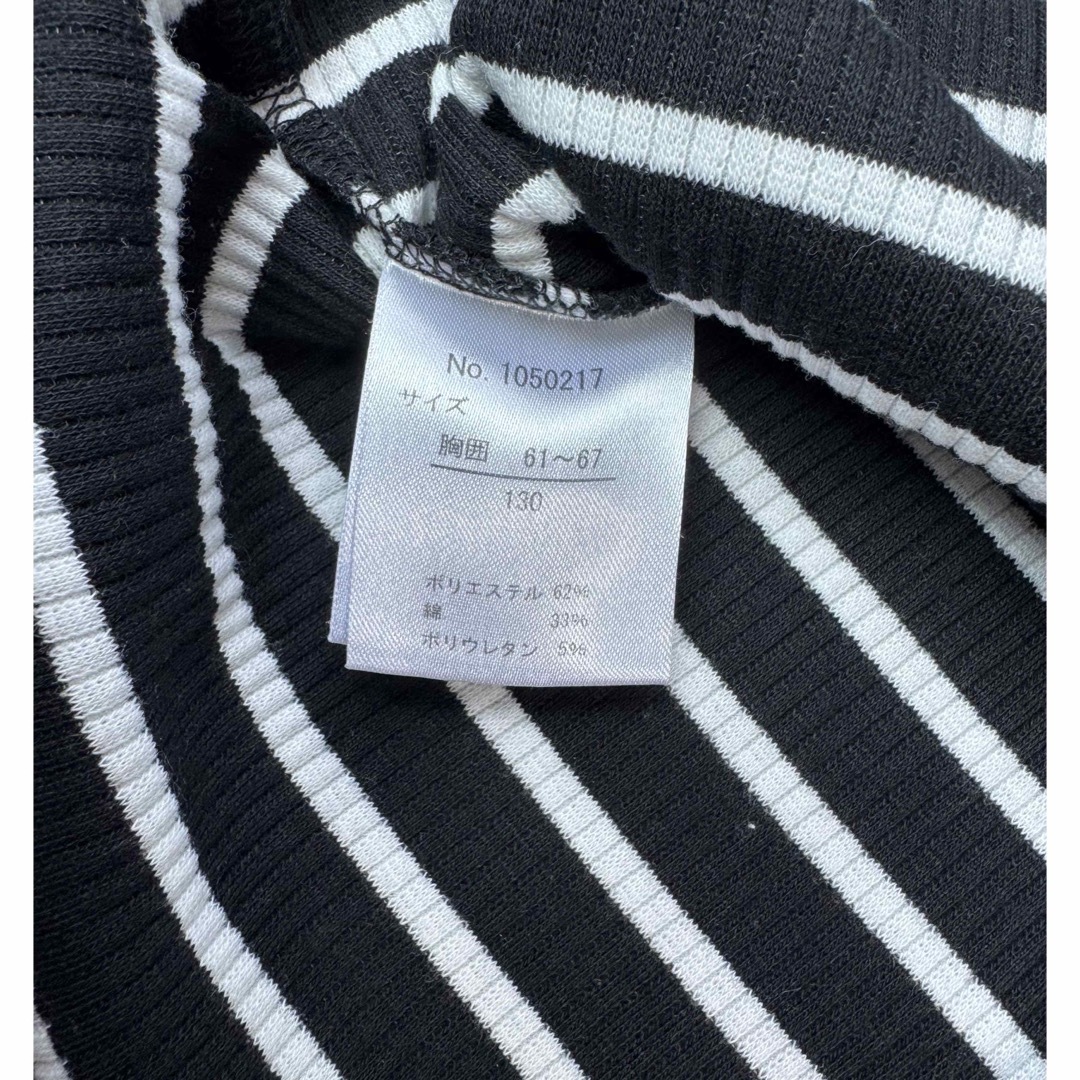 No. 1050217
サイズ
胸囲 61～67
130
ポリエステル 62%
綿 33%
ポリウレタン 5%